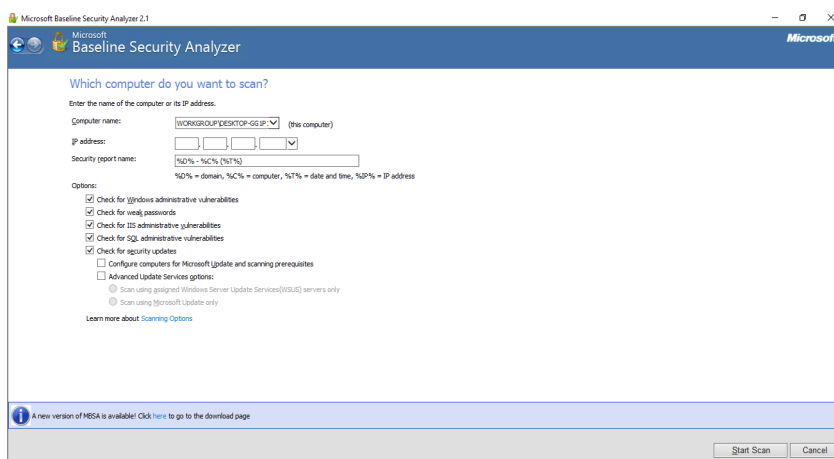 Microsoft Baseline Security Analyzer 2.1
Microsoft
Baseline Security Analyzer
Microsoft
Which computer do you want to scan?
Enter the name of the computer or its IP address.
Computer name:
WORKGROUP\DESKTOP-GG1P
(this computer)
IP address:
Security report name:
%D% - %C% (%T%)
%D% = domain, %C% = computer, %T% = date and time, %IP% = IP address
Options:
Check for Windows administrative vulnerabilities
Check for weak passwords
Check for IIS administrative vulnerabilities
Check for SQL administrative vulnerabilities
Check for security updates
Configure computers for Microsoft Update and scanning prerequisites
Advanced Update Services options:
Scan using assigned Windows Server Update Services(WSUS) servers only
Scan using Microsoft Update only
Learn more about Scanning Options
A new version of MBSA is available! Click here to go to the download page
Start Scan
Cancel